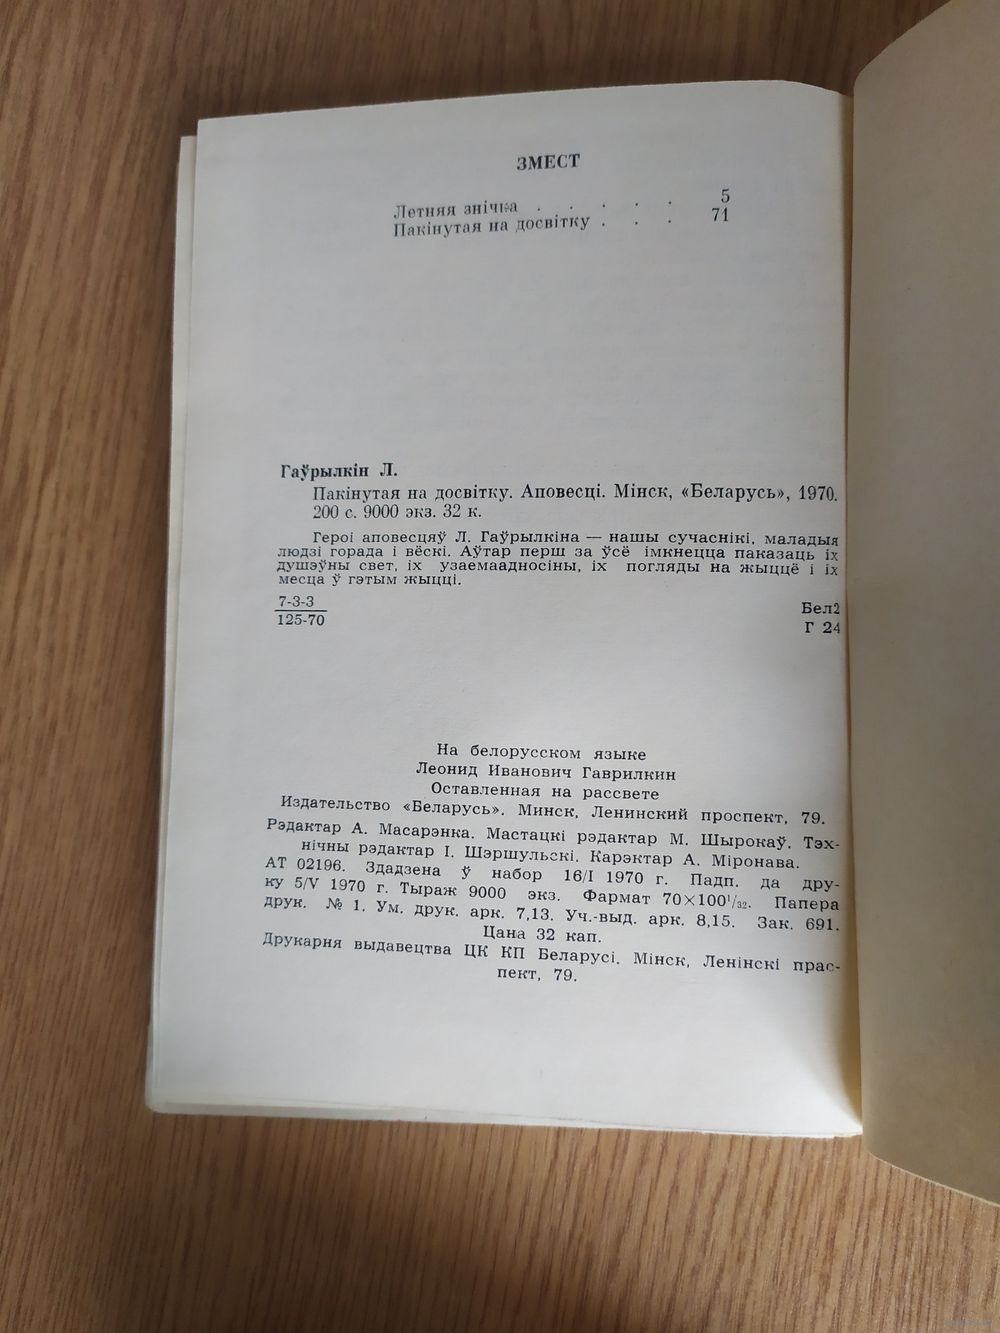 ЗМЕСТ
Летняя знічка . . . . . 5
Пакінутая на досвітку . . . 71
Гаўрылкін Л.
Пакінутая на досвітку. Аповесці. Мінск, «Беларусь», 1970.
200 с. 9000 экз. 32 к.
Героі аповесцяў Л. Гаўрылкіна — нашы сучаснікі, маладыя
людзі горада і вёскі. Аўтар перш за ўсё імкнецца паказаць іх
душэўны свет, іх узаемаадносіны, іх погляды на жыццё і іх
месца ў гэтым жыцці.
7-3-3
125-70
Бел2
Г 24
На белорусском языке
Леонид Иванович Гаврилкин
Оставленная на рассвете
Издательство «Беларусь». Минск, Ленинский проспект, 79.
Рэдактар А. Масарэнка. Мастацкі рэдактар М. Шырокаў. Тэх-
нічны рэдактар І. Шэршульскі. Карэктар А. Міронава.
АТ 02196. Здадзена ў набор 16/I 1970 г. Падп. да дру-
ку 5/V 1970 г. Тыраж 9000 экз. Фармат 70×100¹/₃₂. Папера
друк. № 1. Ум. друк. арк. 7,13. Уч.-выд. арк. 8,15. Зак. 691.
Цана 32 кап.
Друкарня выдавецтва ЦК КП Беларусі. Мінск, Ленінскі прас-
пект, 79.